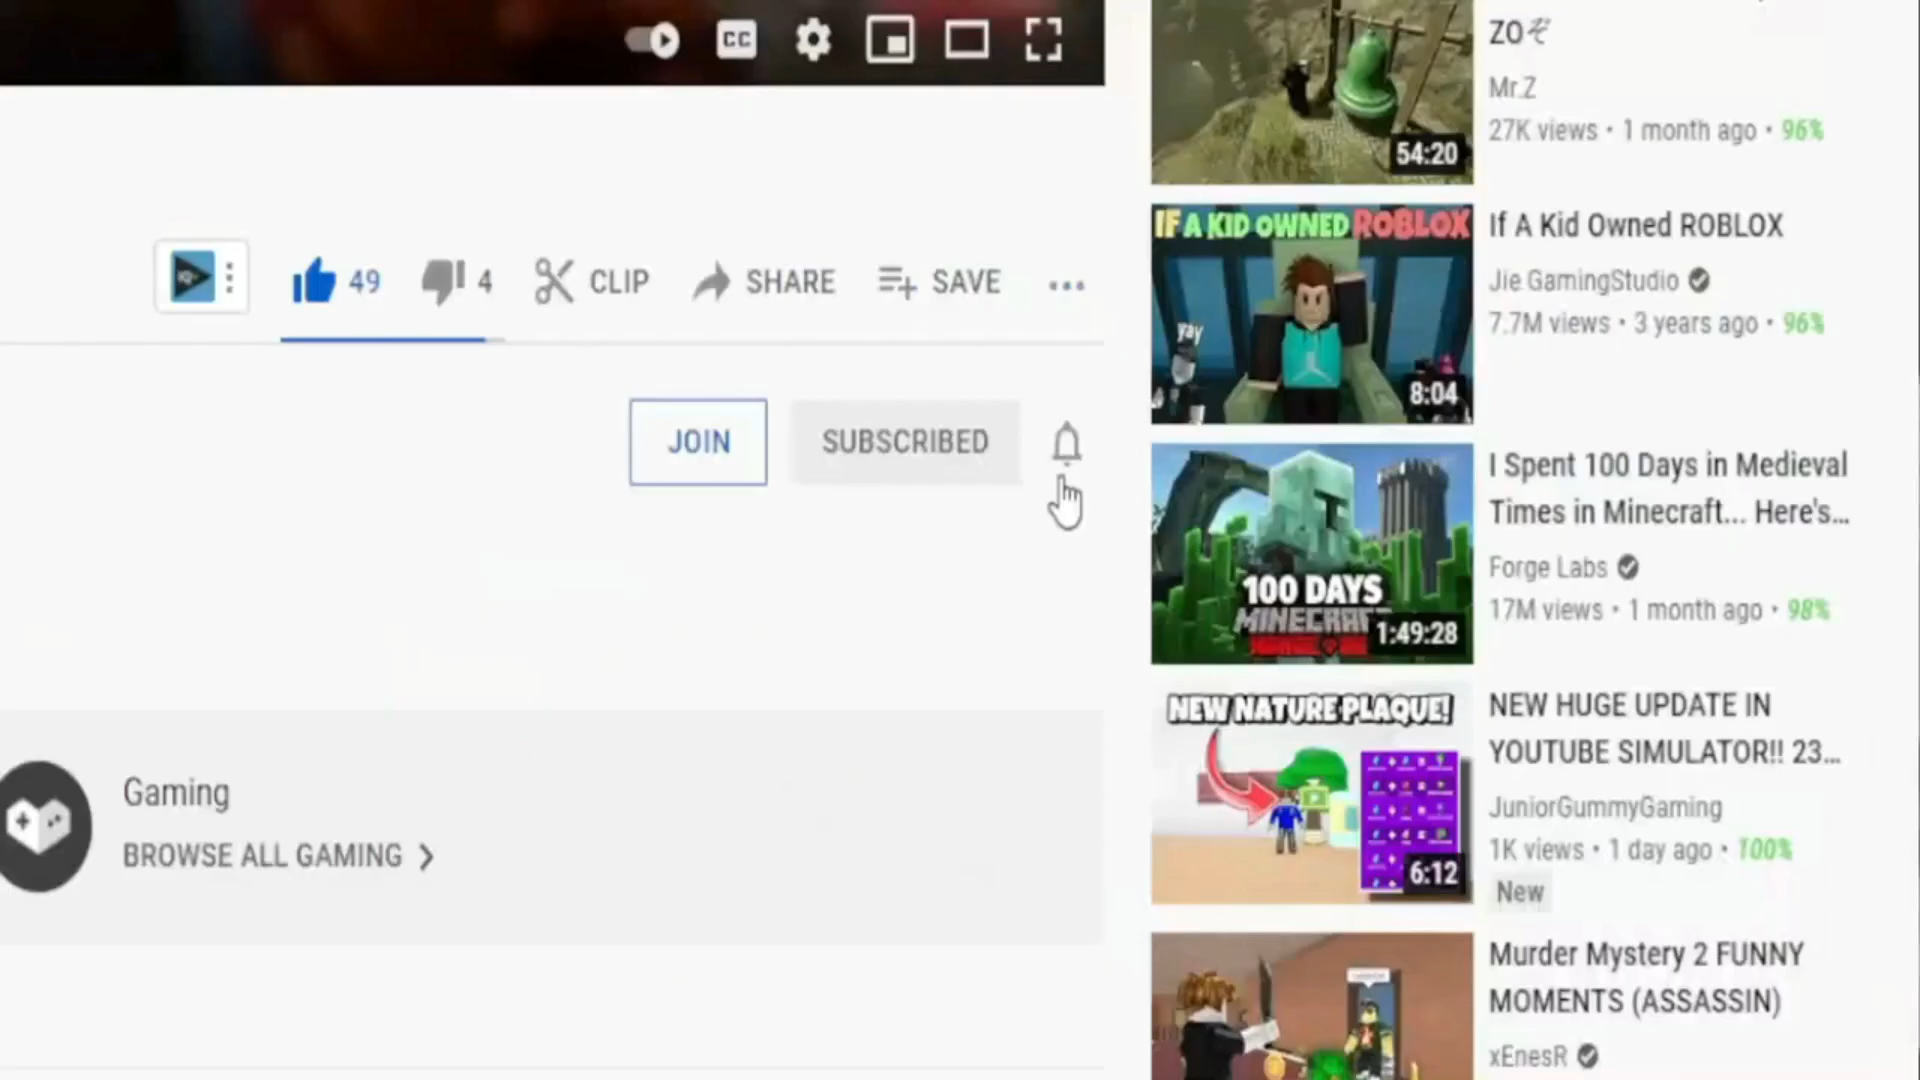 CC
49
4
CLIP
SHARE
SAVE
JOIN
SUBSCRIBED
Gaming
BROWSE ALL GAMING
54:20
ZOぞ
Mr.Z
27K views • 1 month ago • 96%
IF A KID OWNED ROBLOX
yay
8:04
If A Kid Owned ROBLOX
Jie GamingStudio
7.7M views • 3 years ago • 96%
100 DAYS
MINECRAFT
1:49:28
I Spent 100 Days in Medieval
Times in Minecraft... Here's...
Forge Labs
17M views • 1 month ago • 98%
NEW NATURE PLAQUE!
6:12
NEW HUGE UPDATE IN
YOUTUBE SIMULATOR!! 23...
JuniorGummyGaming
1K views • 1 day ago • 100%
New
Murder Mystery 2 FUNNY
MOMENTS (ASSASSIN)
xEnesR